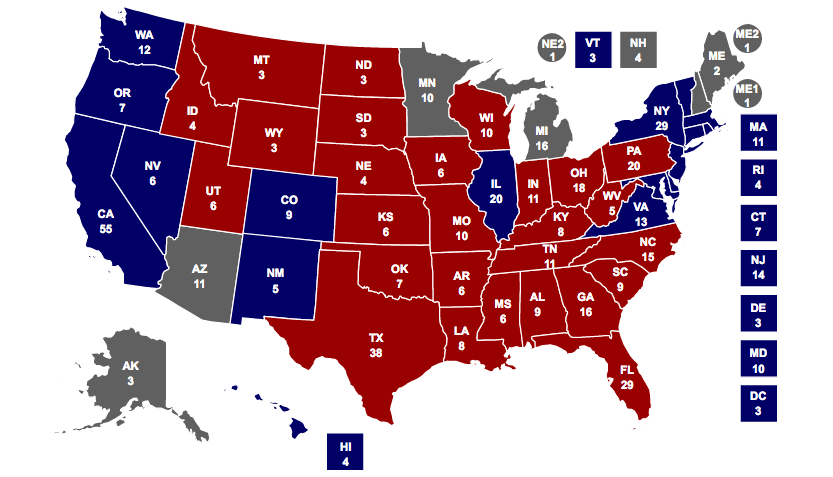 WA
12
OR
7
CA
55
NV
6
ID
4
MT
3
WY
3
UT
6
AZ
11
CO
9
NM
5
ND
3
SD
3
NE
4
KS
6
OK
7
TX
38
MN
10
IA
6
MO
10
AR
6
LA
8
WI
10
IL
20
MI
16
IN
11
OH
18
KY
8
TN
11
MS
6
AL
9
GA
16
FL
29
SC
9
NC
15
VA
13
WV
5
PA
20
NY
29
ME
2
NE2
1
VT
3
NH
4
ME2
1
ME1
1
MA
11
RI
4
CT
7
NJ
14
DE
3
MD
10
DC
3
AK
3
HI
4